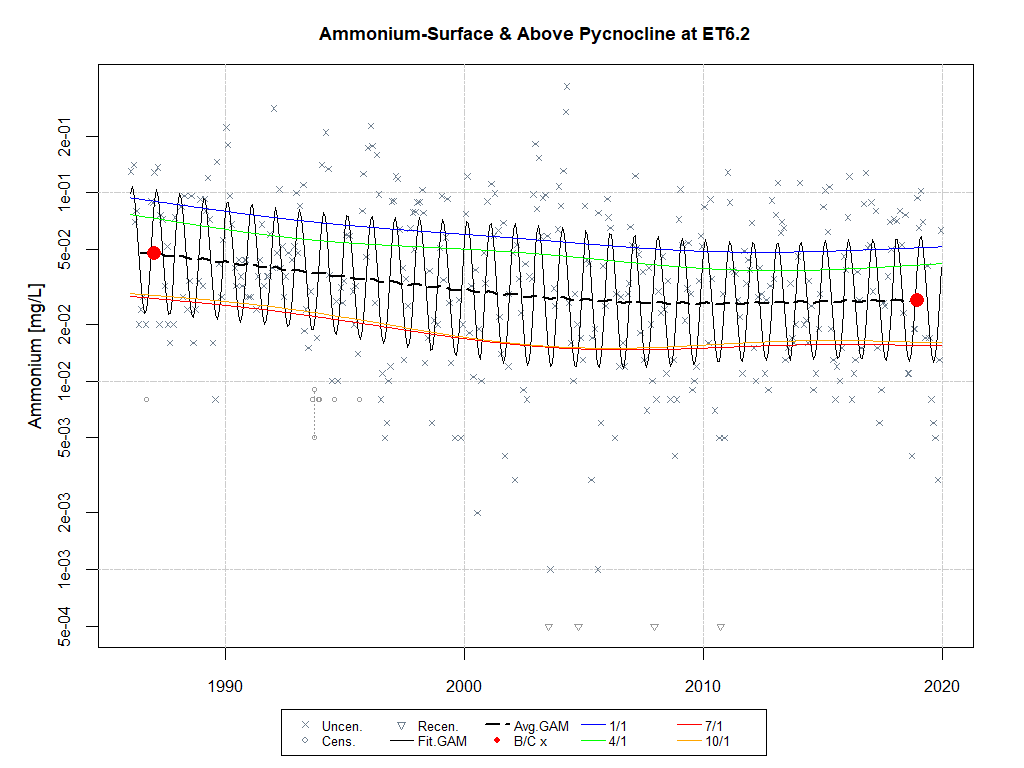 Ammonium-Surface & Above Pycnocline at ET6.2
Ammonium [mg/L]
2e-01
1e-01
5e-02
2e-02
1e-02
5e-03
2e-03
1e-03
5e-04
1990 2000 2010 2020
Uncen. Recen. Avg.GAM 1/1 7/1
Cens. Fit.GAM B/C x 4/1 10/1